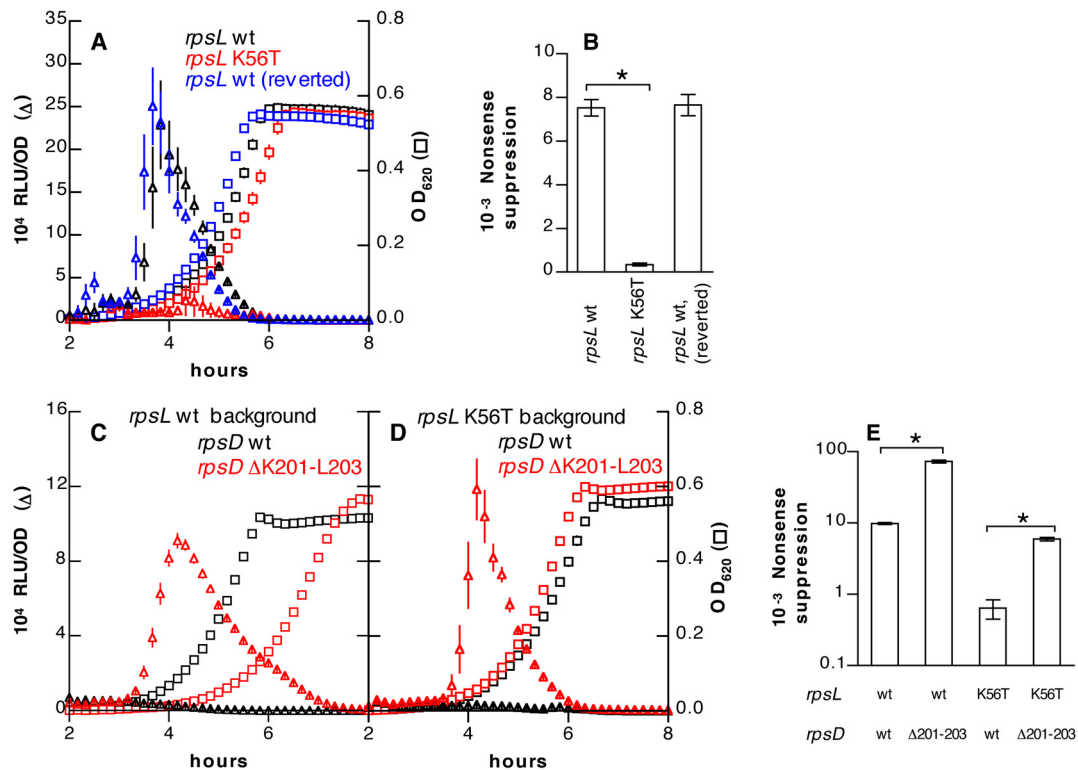 A
rpsL wt
rpsL K56T
rpsL wt (reverted)
35
30
25
20
15
10
5
0
10⁴ RLU/OD (Δ)
0.8
0.6
0.4
0.2
0.0
OD₆₂₀ (□)
2 4 6 8
hours
B
*
10
8
6
4
2
0
10⁻³ Nonsense
suppression
rpsL wt
rpsL K56T
rpsL wt,
(reverted)
C
rpsL wt background
rpsD wt
rpsD ΔK201-L203
16
12
8
4
0
10⁴ RLU/OD (Δ)
2 4 6 2
hours
D
rpsL K56T background
rpsD wt
rpsD ΔK201-L203
0.8
0.6
0.4
0.2
0.0
OD₆₂₀ (□)
4 6 8
hours
E
*
*
100
10
1
0.1
10⁻³ Nonsense
suppression
rpsL wt wt K56T K56T
rpsD wt Δ201-203 wt Δ201-203